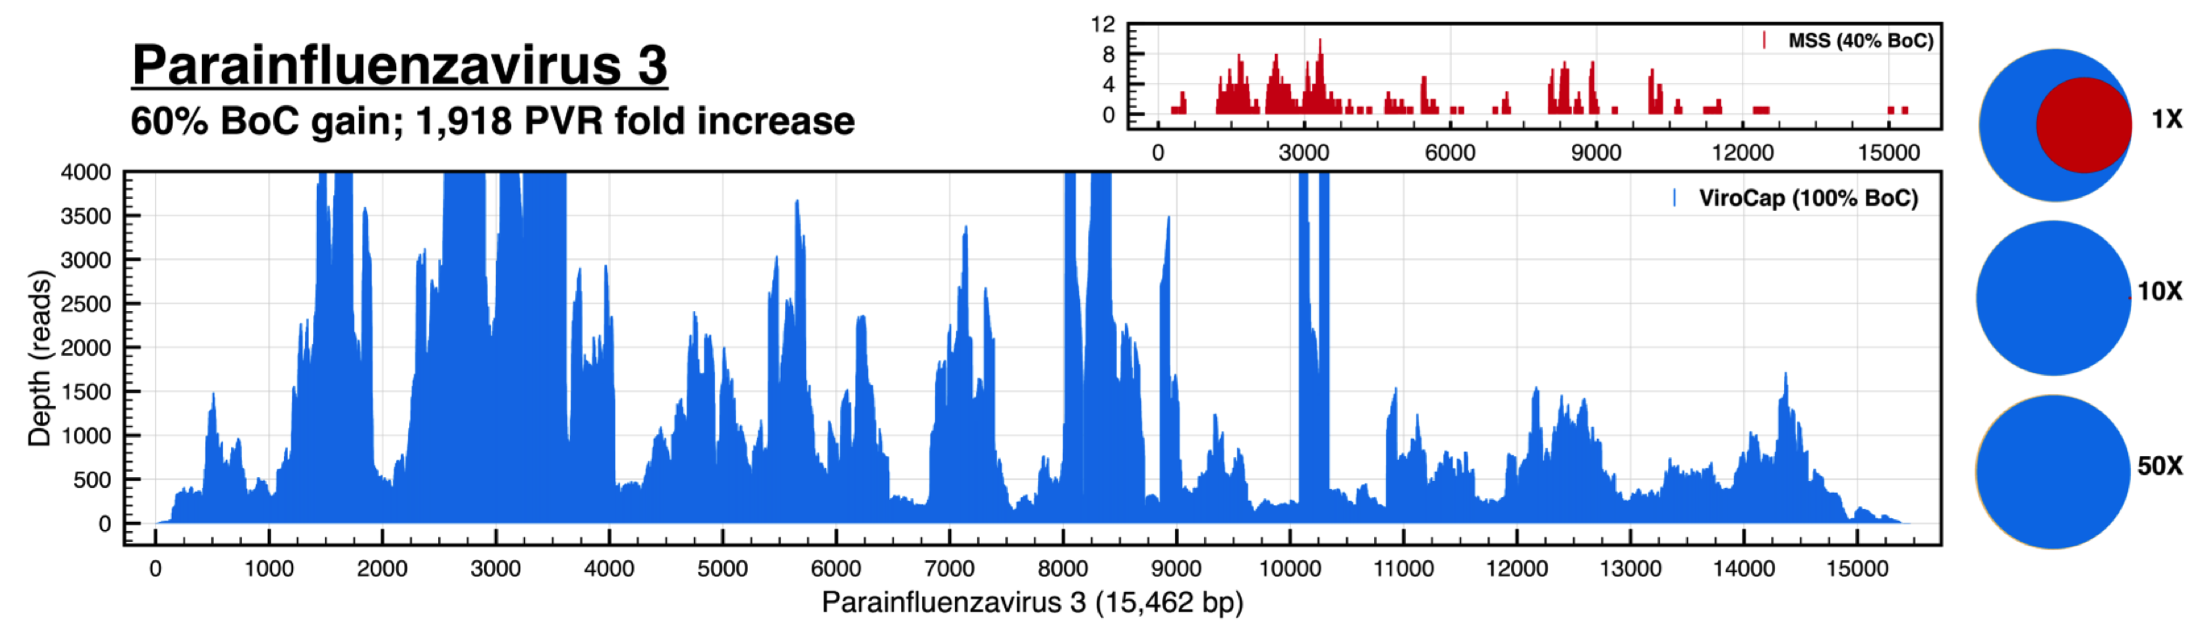 Parainfluenzavirus 3
60% BoC gain; 1,918 PVR fold increase
12
8
4
0
MSS (40% BoC)
0 3000 6000 9000 12000 15000
1X
10X
50X
Depth (reads)
4000
3500
3000
2500
2000
1500
1000
500
0
ViroCap (100% BoC)
0 1000 2000 3000 4000 5000 6000 7000 8000 9000 10000 11000 12000 13000 14000 15000
Parainfluenzavirus 3 (15,462 bp)